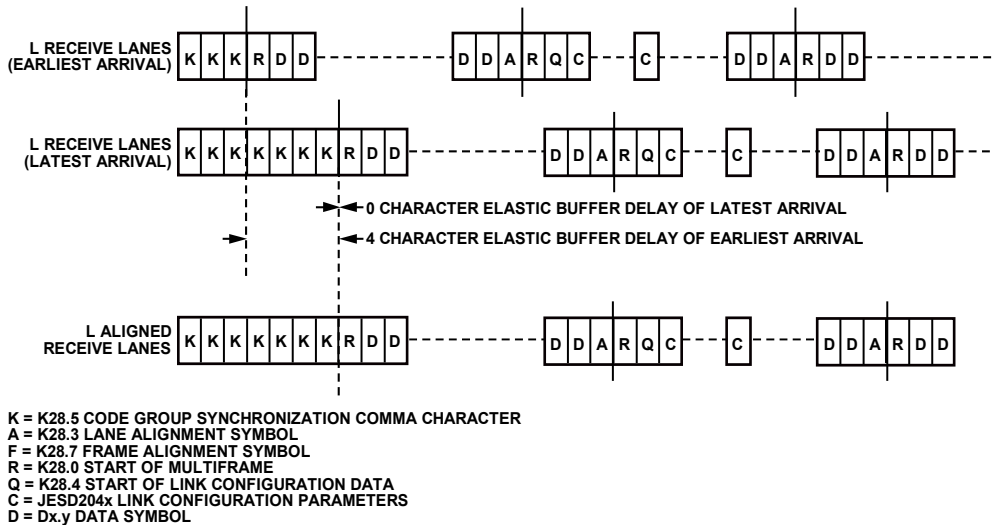 L RECEIVE LANES
(EARLIEST ARRIVAL)
K K K R D D
D D A R Q C
C
D D A R D D
L RECEIVE LANES
(LATEST ARRIVAL)
K K K K K K K R D D
D D A R Q C
C
D D A R D D
0 CHARACTER ELASTIC BUFFER DELAY OF LATEST ARRIVAL
4 CHARACTER ELASTIC BUFFER DELAY OF EARLIEST ARRIVAL
L ALIGNED
RECEIVE LANES
K K K K K K K R D D
D D A R Q C
C
D D A R D D
K = K28.5 CODE GROUP SYNCHRONIZATION COMMA CHARACTER
A = K28.3 LANE ALIGNMENT SYMBOL
F = K28.7 FRAME ALIGNMENT SYMBOL
R = K28.0 START OF MULTIFRAME
Q = K28.4 START OF LINK CONFIGURATION DATA
C = JESD204x LINK CONFIGURATION PARAMETERS
D = Dx.y DATA SYMBOL